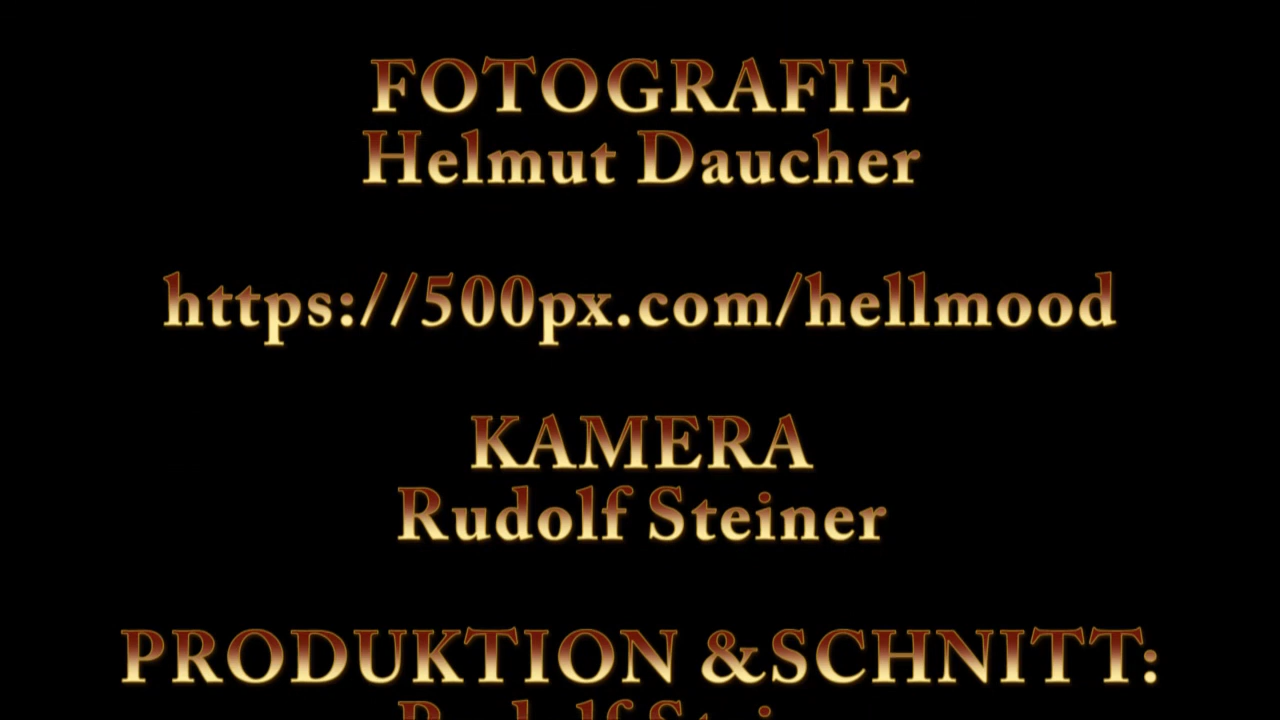 FOTOGRAFIE
Helmut Daucher
https://500px.com/hellmood
KAMERA
Rudolf Steiner
PRODUKTION &SCHNITT: